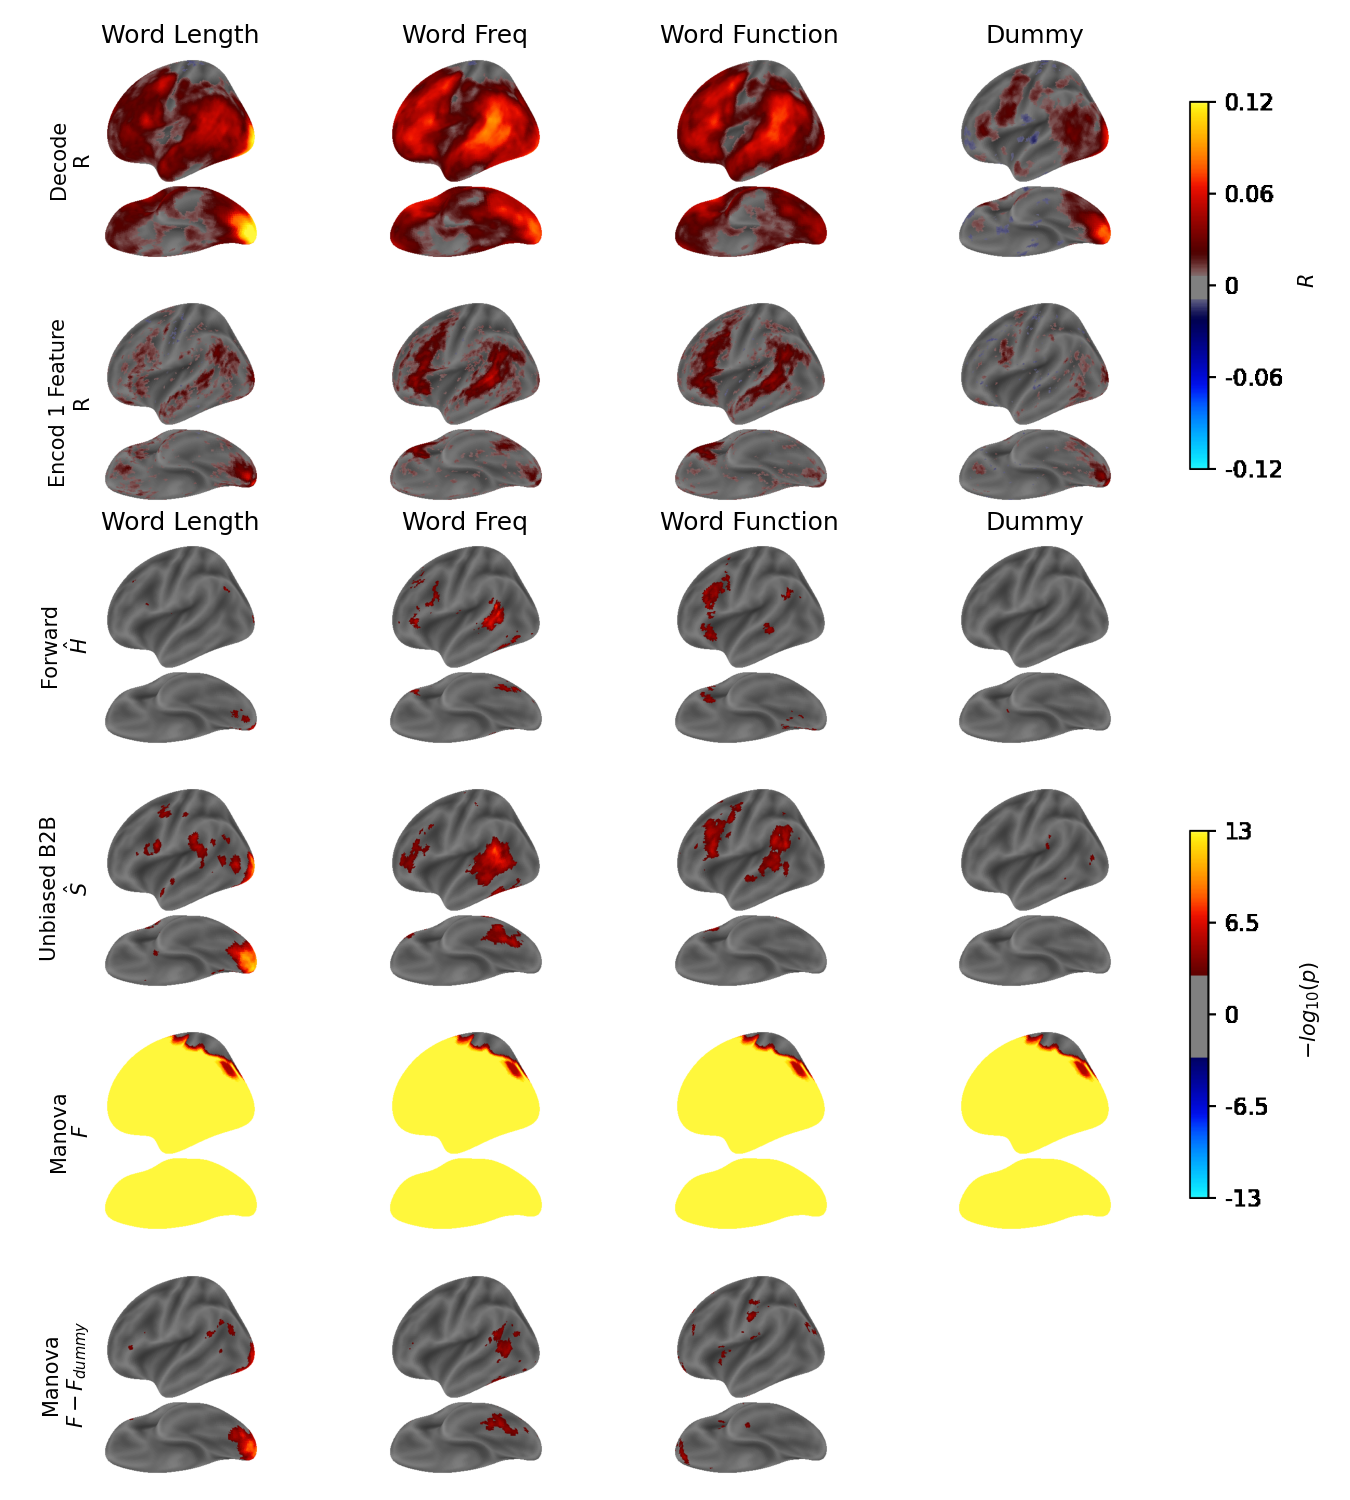 Word Length Word Freq Word Function Dummy
Decode
R
0.12
0.06
0
-0.06
-0.12
R
Encod 1 Feature
R
Word Length Word Freq Word Function Dummy
Forward
Ĥ
Unbiased B2B
Ŝ
13
6.5
0
-6.5
-13
−log₁₀(p)
Manova
F
Manova
F − F_dummy